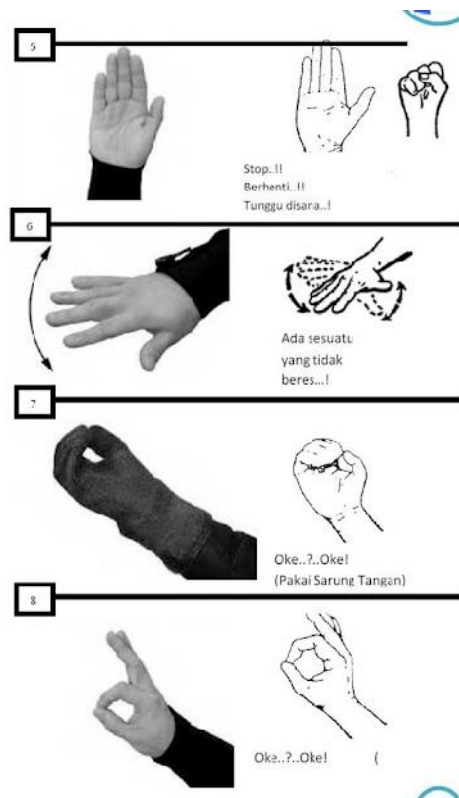 5
Stop..!!
Berhenti..!!
Tunggu disara..!
6
Ada sesuatu
yang tidak
beres...!
7
Oke..?..Oke!
(Pakai Sarung Tangan)
8
Oke..?..Oke! (